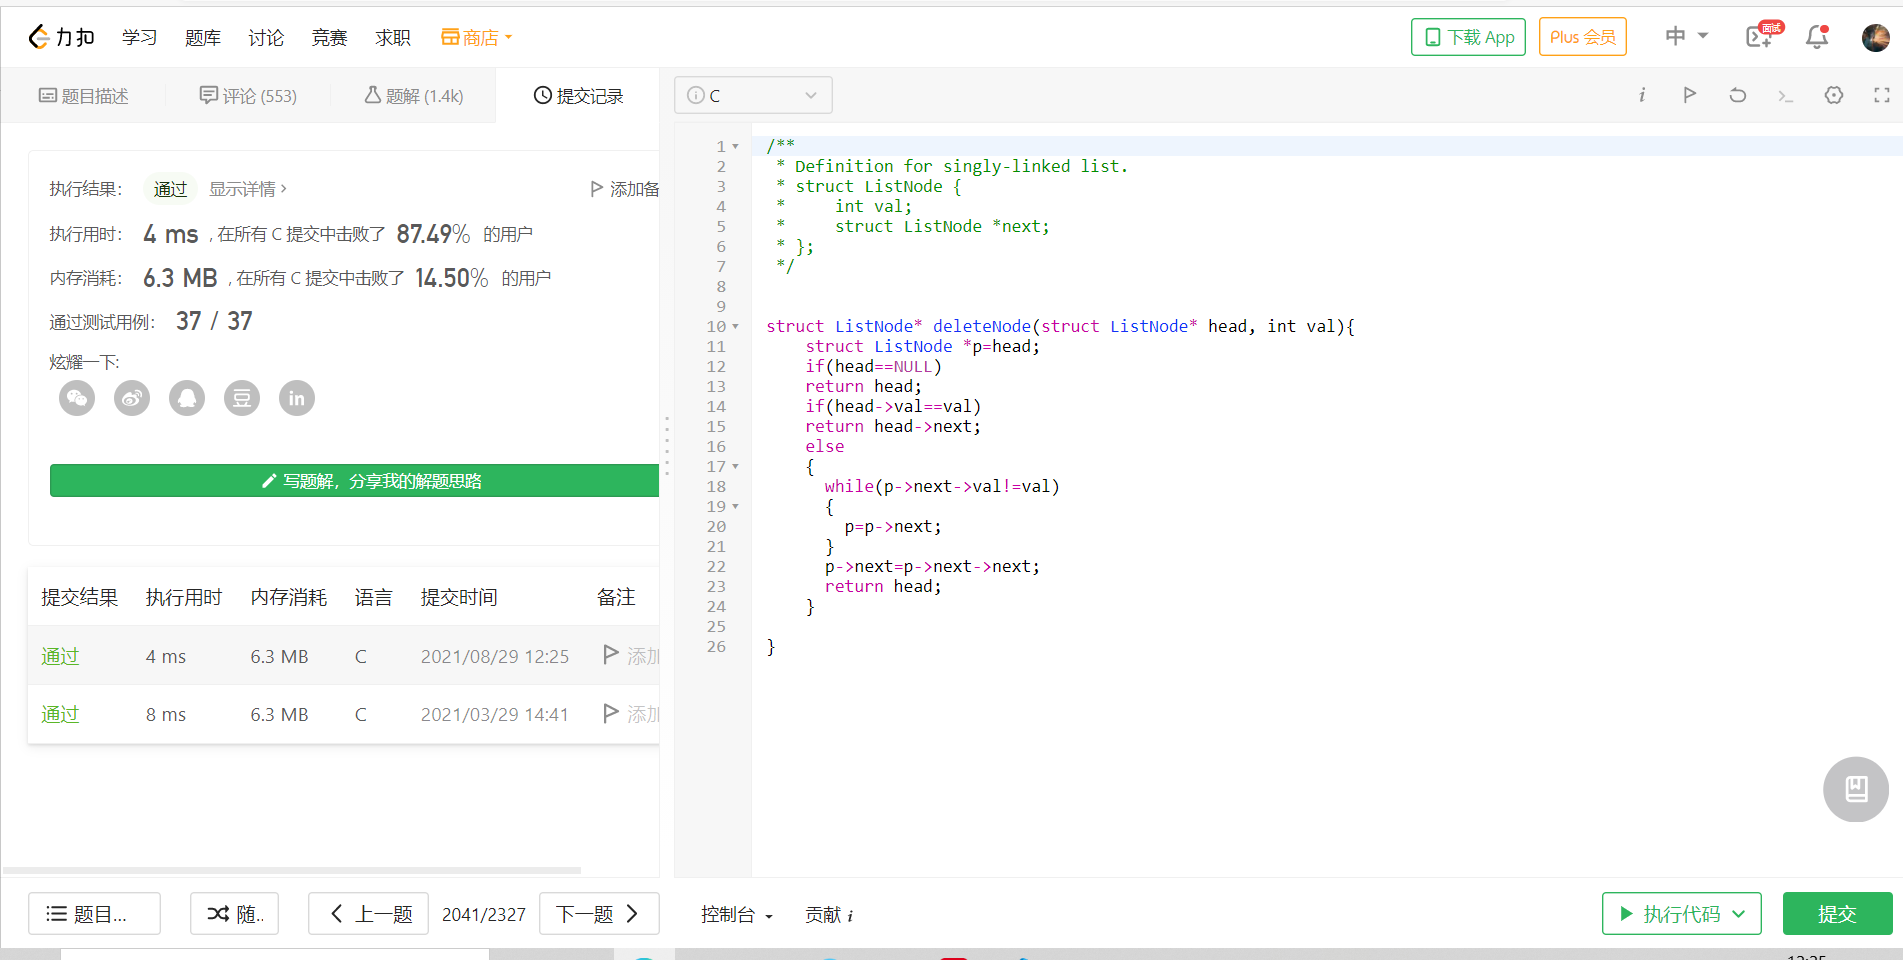 力扣 学习 题库 讨论 竞赛 求职 商店 下载 App Plus 会员 中 面试
题目描述 评论 (553) 题解 (1.4k) 提交记录
执行结果： 通过 显示详情 › 添加备
执行用时： 4 ms , 在所有 C 提交中击败了 87.49% 的用户
内存消耗： 6.3 MB , 在所有 C 提交中击败了 14.50% 的用户
通过测试用例： 37 / 37
炫耀一下:
豆 in
写题解，分享我的解题思路
提交结果 执行用时 内存消耗 语言 提交时间 备注
通过 4 ms 6.3 MB C 2021/08/29 12:25 添加
通过 8 ms 6.3 MB C 2021/03/29 14:41 添加
题目... 随.. 上一题 2041/2327 下一题
C
1 /**
2 * Definition for singly-linked list.
3 * struct ListNode {
4 *     int val;
5 *     struct ListNode *next;
6 * };
7 */
8
9
10 struct ListNode* deleteNode(struct ListNode* head, int val){
11     struct ListNode *p=head;
12     if(head==NULL)
13     return head;
14     if(head->val==val)
15     return head->next;
16     else
17     {
18       while(p->next->val!=val)
19       {
20         p=p->next;
21       }
22       p->next=p->next->next;
23       return head;
24     }
25
26 }
控制台 贡献 i 执行代码 提交